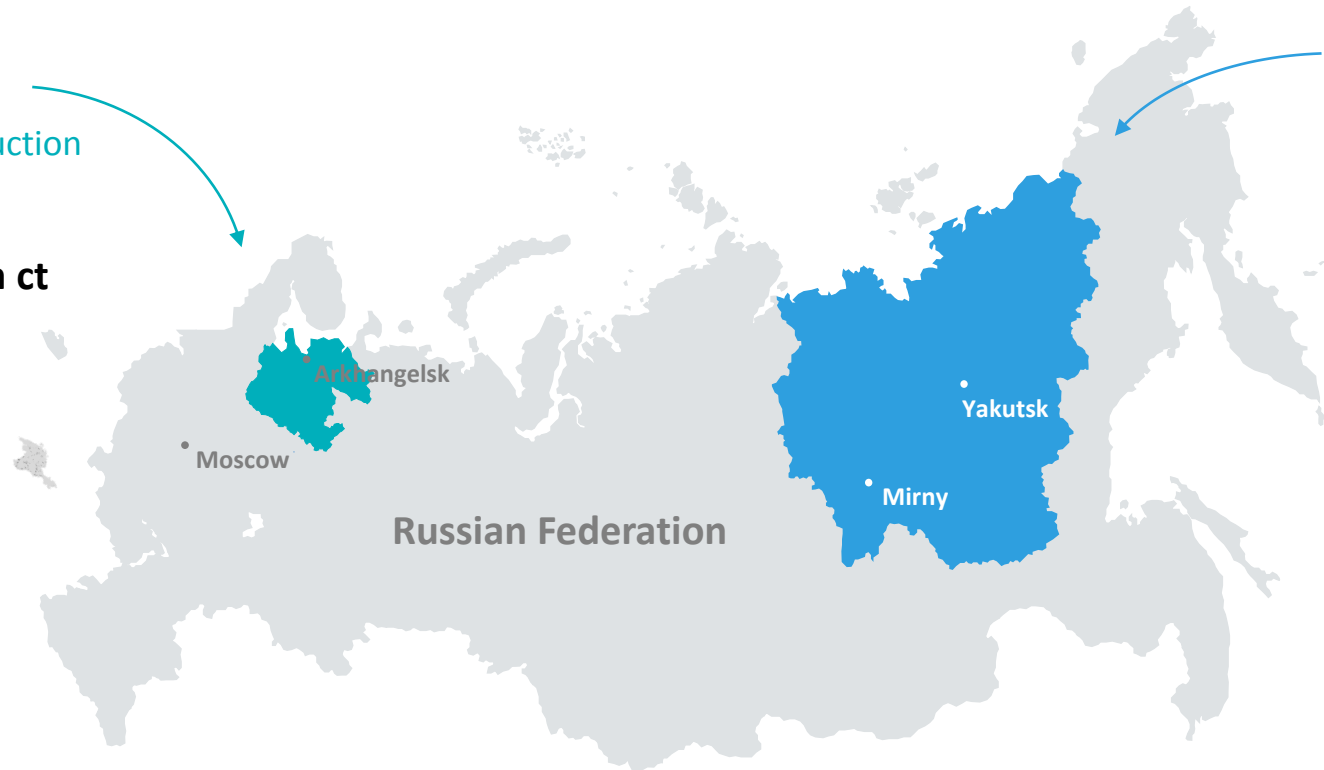 uction
ct
Arkhangelsk
Yakutsk
Moscow
Mirny
Russian Federation